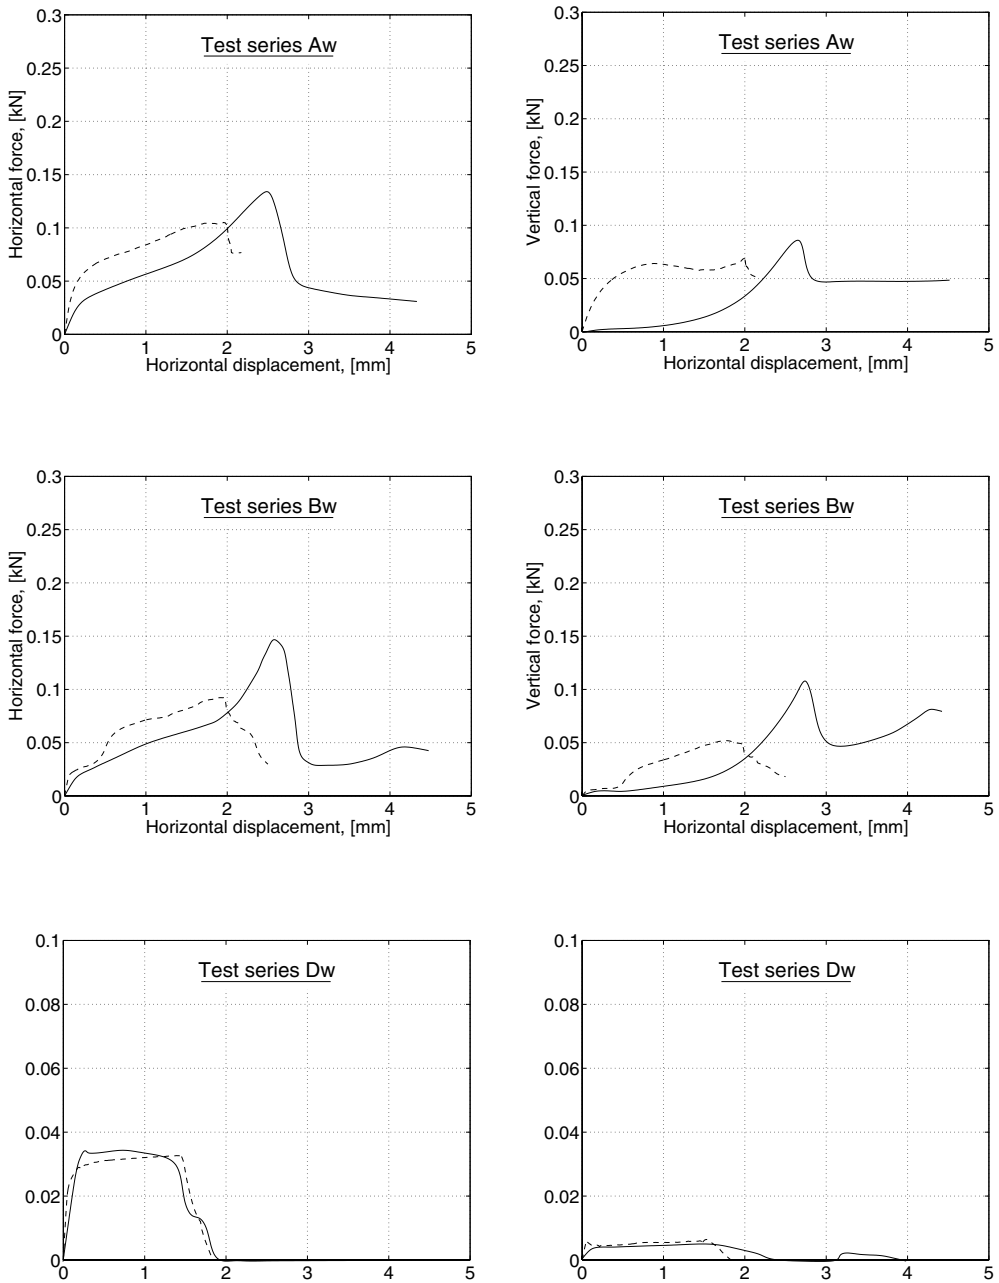 Test series Aw
Horizontal force, [kN]
0.3
0.25
0.2
0.15
0.1
0.05
0
0 1 2 3 4 5
Horizontal displacement, [mm]
Test series Aw
Vertical force, [kN]
0.3
0.25
0.2
0.15
0.1
0.05
0
0 1 2 3 4 5
Horizontal displacement, [mm]
Test series Bw
Horizontal force, [kN]
0.3
0.25
0.2
0.15
0.1
0.05
0
0 1 2 3 4 5
Horizontal displacement, [mm]
Test series Bw
Vertical force, [kN]
0.3
0.25
0.2
0.15
0.1
0.05
0
0 1 2 3 4 5
Horizontal displacement, [mm]
Test series Dw
0.1
0.08
0.06
0.04
0.02
0
0 1 2 3 4 5
Test series Dw
0.1
0.08
0.06
0.04
0.02
0
0 1 2 3 4 5